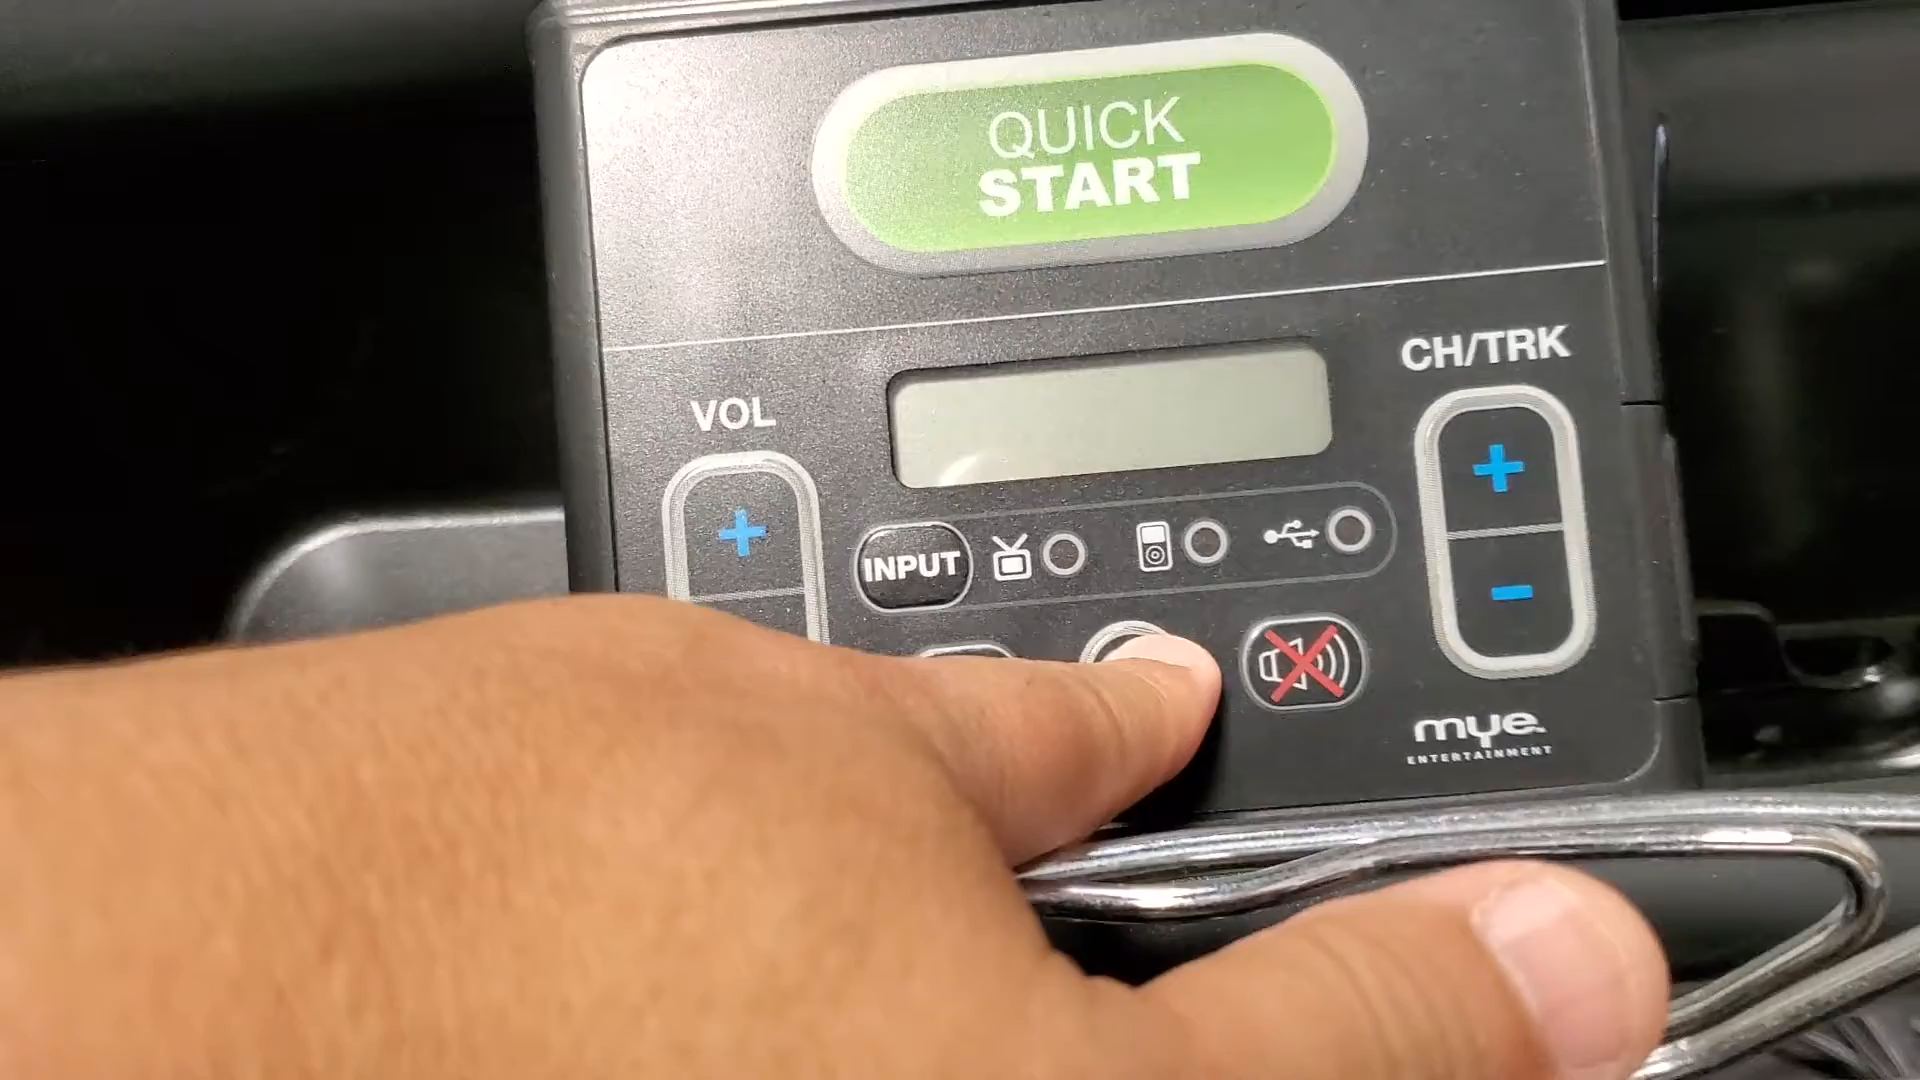 QUICK
START
CH/TRK
VOL
INPUT
mye
ENTERTAINMENT